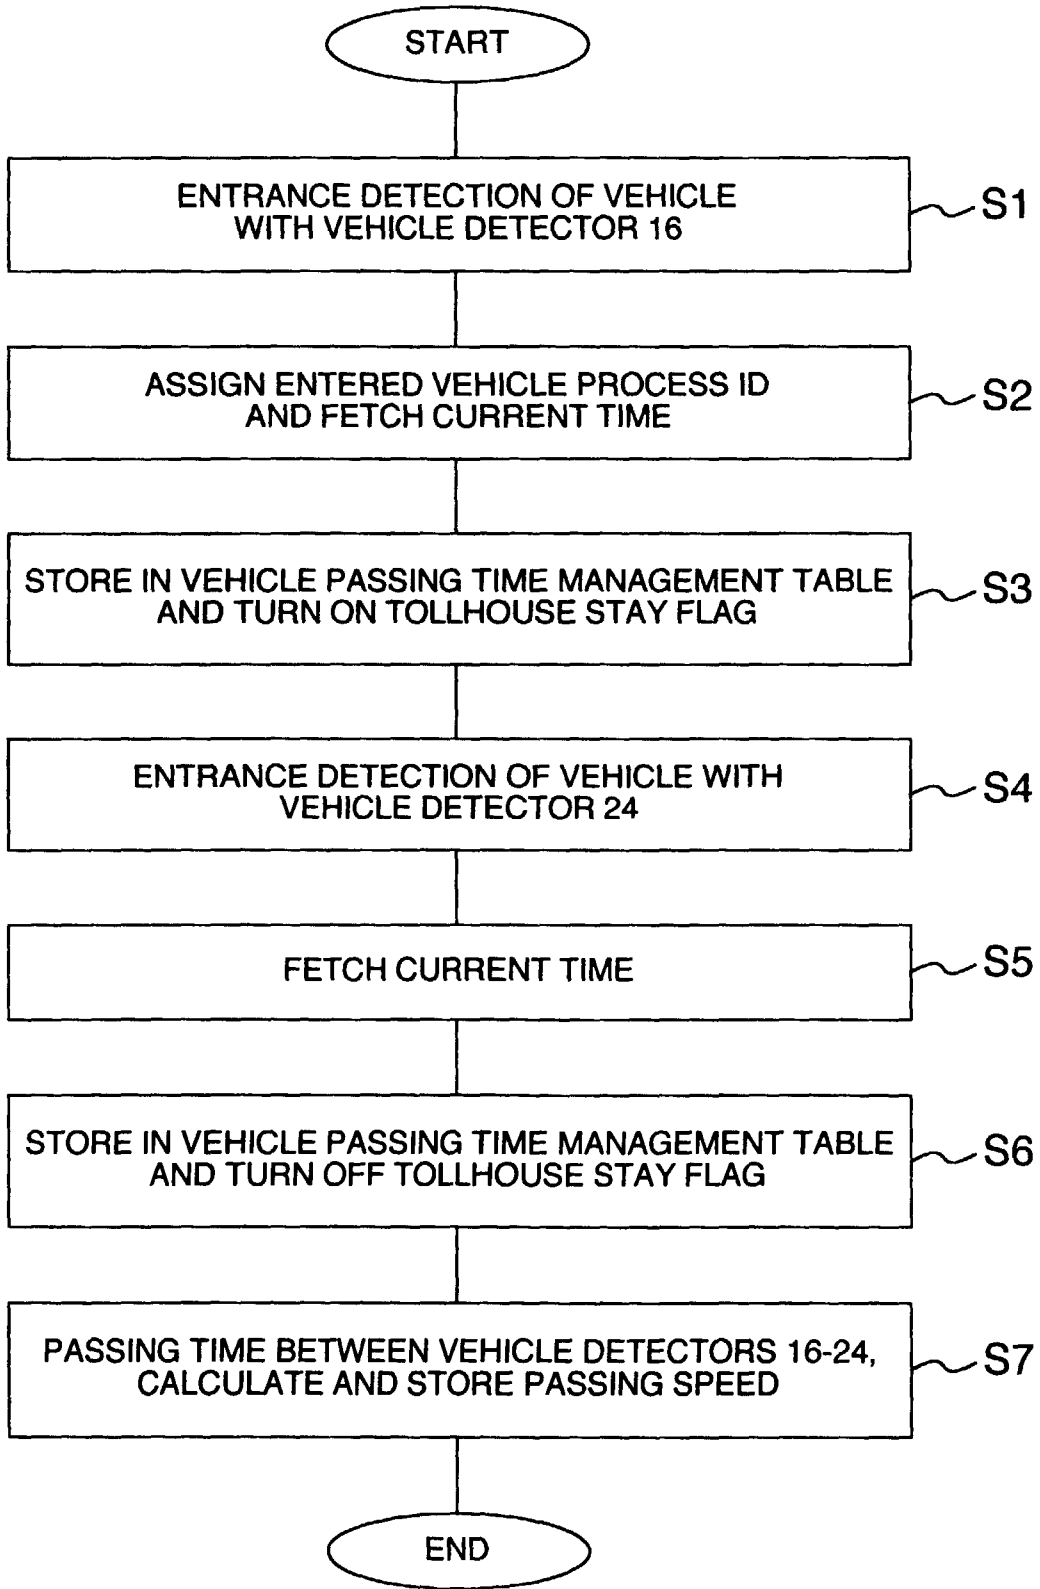 START
ENTRANCE DETECTION OF VEHICLE
WITH VEHICLE DETECTOR 16
S1
ASSIGN ENTERED VEHICLE PROCESS ID
AND FETCH CURRENT TIME
S2
STORE IN VEHICLE PASSING TIME MANAGEMENT TABLE
AND TURN ON TOLLHOUSE STAY FLAG
S3
ENTRANCE DETECTION OF VEHICLE WITH
VEHICLE DETECTOR 24
S4
FETCH CURRENT TIME
S5
STORE IN VEHICLE PASSING TIME MANAGEMENT TABLE
AND TURN OFF TOLLHOUSE STAY FLAG
S6
PASSING TIME BETWEEN VEHICLE DETECTORS 16-24,
CALCULATE AND STORE PASSING SPEED
S7
END